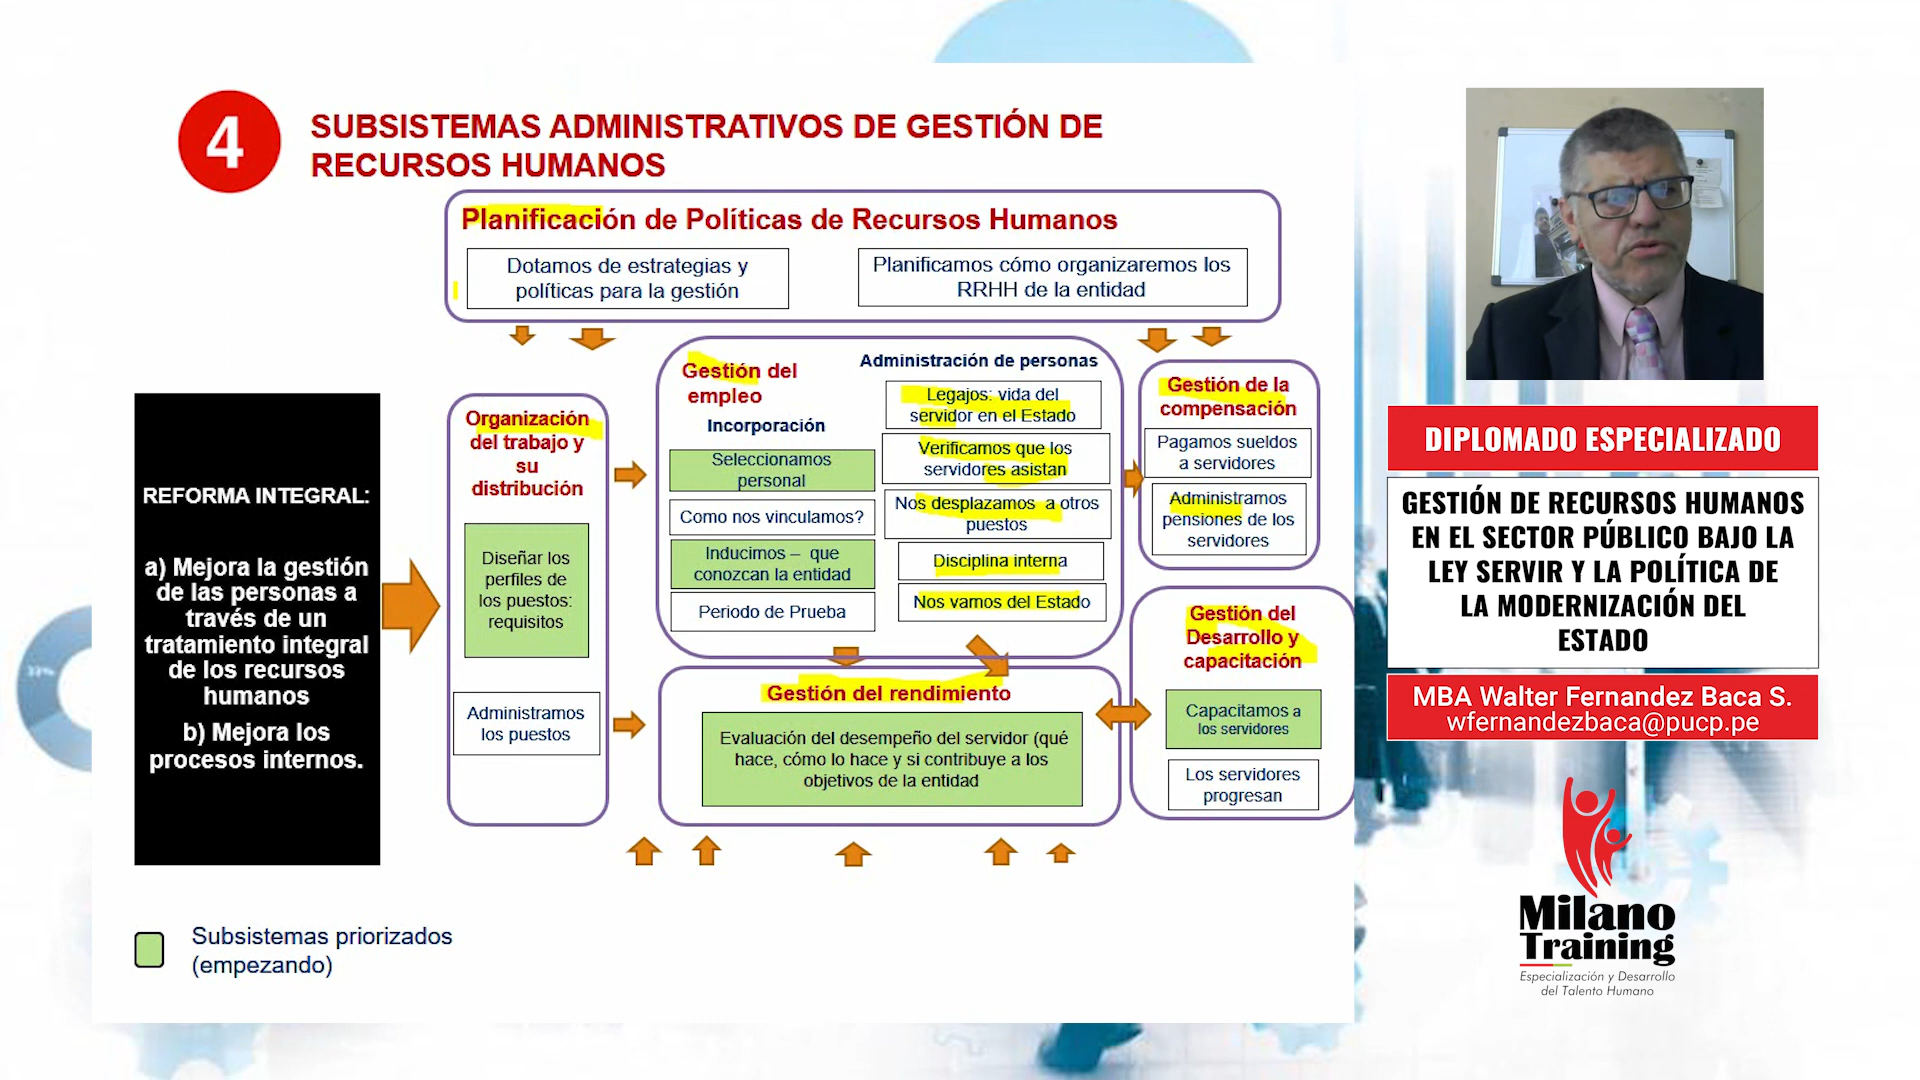 4
SUBSISTEMAS ADMINISTRATIVOS DE GESTIÓN DE
RECURSOS HUMANOS
Planificación de Políticas de Recursos Humanos
Dotamos de estrategias y
políticas para la gestión
Planificamos cómo organizaremos los
RRHH de la entidad
REFORMA INTEGRAL:
a) Mejora la gestión
de las personas a
través de un
tratamiento integral
de los recursos
humanos
b) Mejora los
procesos internos.
Organización
del trabajo y
su
distribución
Diseñar los
perfiles de
los puestos:
requisitos
Administramos
los puestos
Gestión del
empleo
Incorporación
Seleccionamos
personal
Como nos vinculamos?
Inducimos – que
conozcan la entidad
Periodo de Prueba
Administración de personas
Legajos: vida del
servidor en el Estado
Verificamos que los
servidores asistan
Nos desplazamos a otros
puestos
Disciplina interna
Nos vamos del Estado
Gestión de la
compensación
Pagamos sueldos
a servidores
Administramos
pensiones de los
servidores
Gestión del rendimiento
Evaluación del desempeño del servidor (qué
hace, cómo lo hace y si contribuye a los
objetivos de la entidad
Gestión del
Desarrollo y
capacitación
Capacitamos a
los servidores
Los servidores
progresan
Subsistemas priorizados
(empezando)
DIPLOMADO ESPECIALIZADO
GESTIÓN DE RECURSOS HUMANOS
EN EL SECTOR PÚBLICO BAJO LA
LEY SERVIR Y LA POLÍTICA DE
LA MODERNIZACIÓN DEL
ESTADO
MBA Walter Fernandez Baca S.
wfernandezbaca@pucp.pe
Milano
Training
Especialización y Desarrollo
del Talento Humano